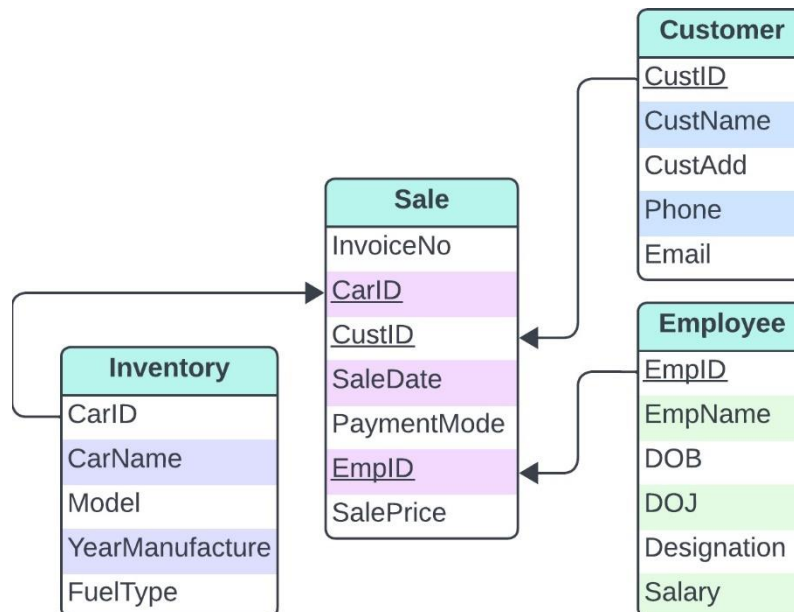 Customer
CustID
CustName
CustAdd
Phone
Email
Sale
InvoiceNo
CarID
CustID
SaleDate
PaymentMode
EmpID
SalePrice
Inventory
CarID
CarName
Model
YearManufacture
FuelType
Employee
EmpID
EmpName
DOB
DOJ
Designation
Salary